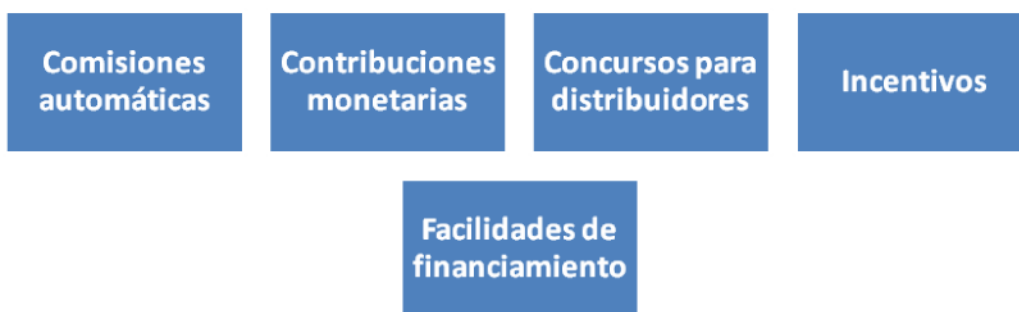 Comisiones
automáticas
Contribuciones
monetarias
Concursos para
distribuidores
Incentivos
Facilidades de
financiamiento